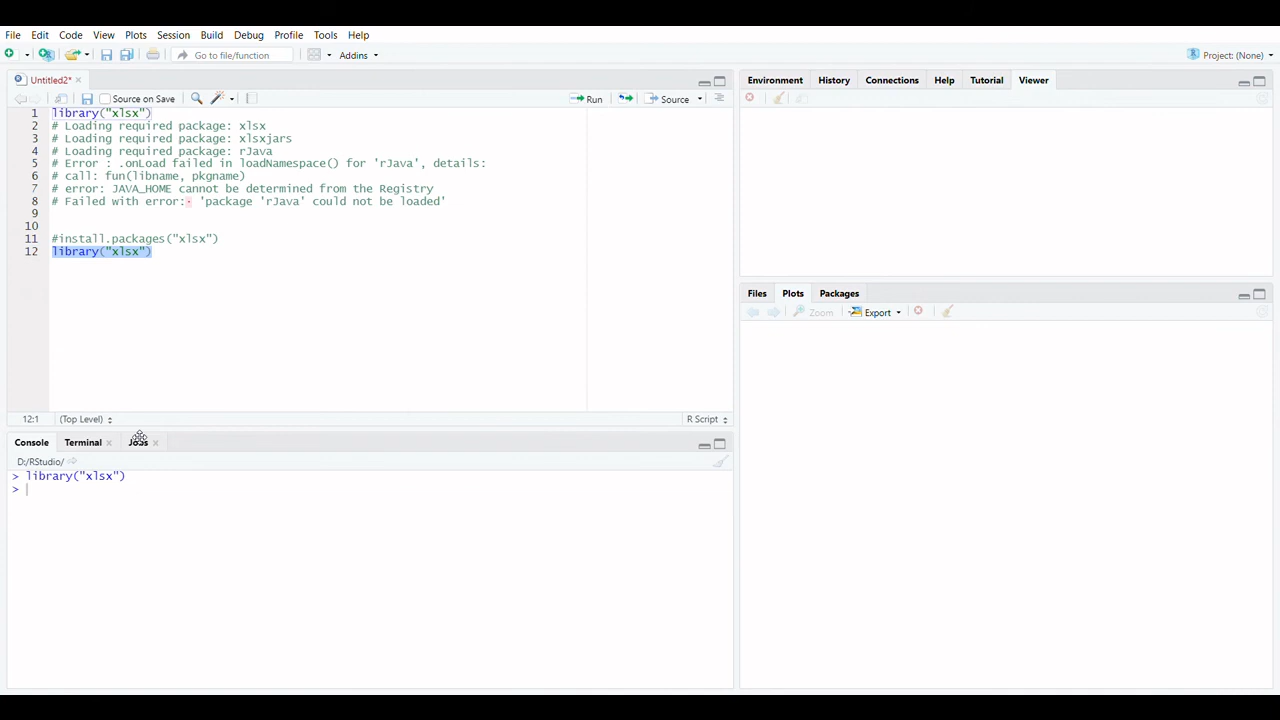 File Edit Code View Plots Session Build Debug Profile Tools Help
Go to file/function Addins Project: (None)
Untitled2*
Source on Save Run Source
1 library("xlsx")
2 # Loading required package: xlsx
3 # Loading required package: xlsxjars
4 # Loading required package: rJava
5 # Error : .onLoad failed in loadNamespace() for 'rJava', details:
6 # call: fun(libname, pkgname)
7 # error: JAVA_HOME cannot be determined from the Registry
8 # Failed with error:· 'package 'rJava' could not be loaded'
9
10
11 #install.packages("xlsx")
12 library("xlsx")
12:1 (Top Level) R Script
Console Terminal Jobs
D:/RStudio/
> library("xlsx")
>
Environment History Connections Help Tutorial Viewer
Files Plots Packages
Zoom Export